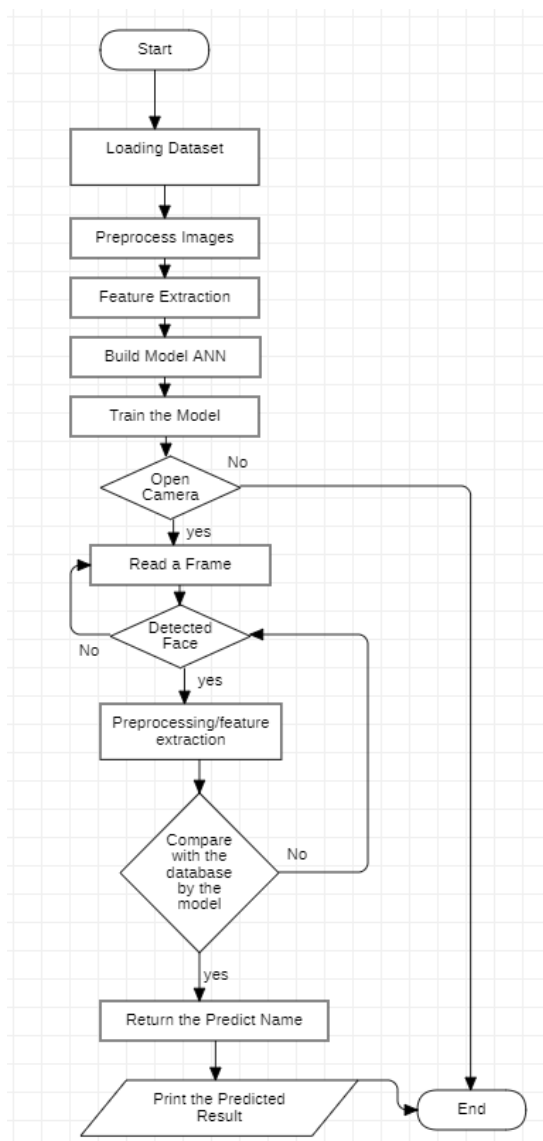 Start
Loading Dataset
Preprocess Images
Feature Extraction
Build Model ANN
Train the Model
Open
Camera
No
yes
Read a Frame
Detected
Face
No
yes
Preprocessing/feature
extraction
Compare
with the
database
by the
model
No
yes
Return the Predict Name
Print the Predicted
Result
End